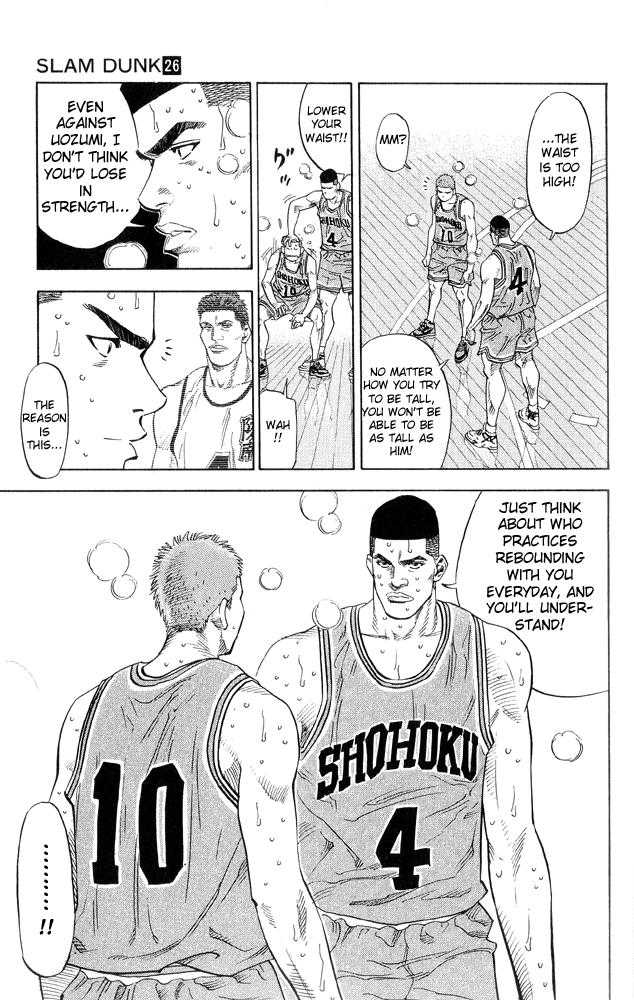 SLAM DUNK 26
...THE
WAIST
IS TOO
HIGH!
MM?
10
4
NO MATTER
HOW YOU TRY
TO BE TALL,
YOU WON'T BE
ABLE TO BE
AS TALL AS
HIM!
LOWER
YOUR
WAIST!!
グッ
SHOHOKU
4
SHOHOKU
10
WAH
!!
EVEN
AGAINST
UOZUMI, I
DON'T THINK
YOU'D LOSE
IN
STRENGTH...
THE
REASON
IS
THIS...
JUST THINK
ABOUT WHO
PRACTICES
REBOUNDING
WITH YOU
EVERYDAY, AND
YOU'LL UNDER-
STAND!
SHOHOKU
4
10
..........!!